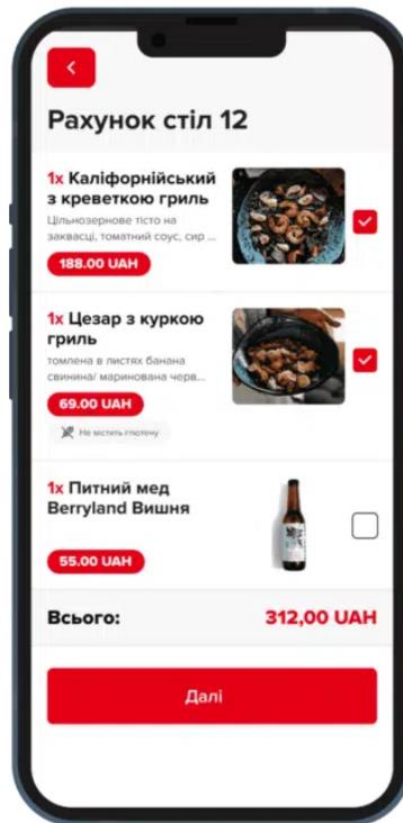 Рахунок стіл 12
1x Каліфорнійський
з креветкою гриль
Цільнозернове тісто на
заквасці, томатний соус, сир ...
188.00 UAH
1x Цезар з куркою
гриль
томлена в листях банана
свинина/ маринована черв...
69.00 UAH
Не містить глютену
1x Питний мед
Berryland Вишня
55.00 UAH
Всього: 312,00 UAH
Далі